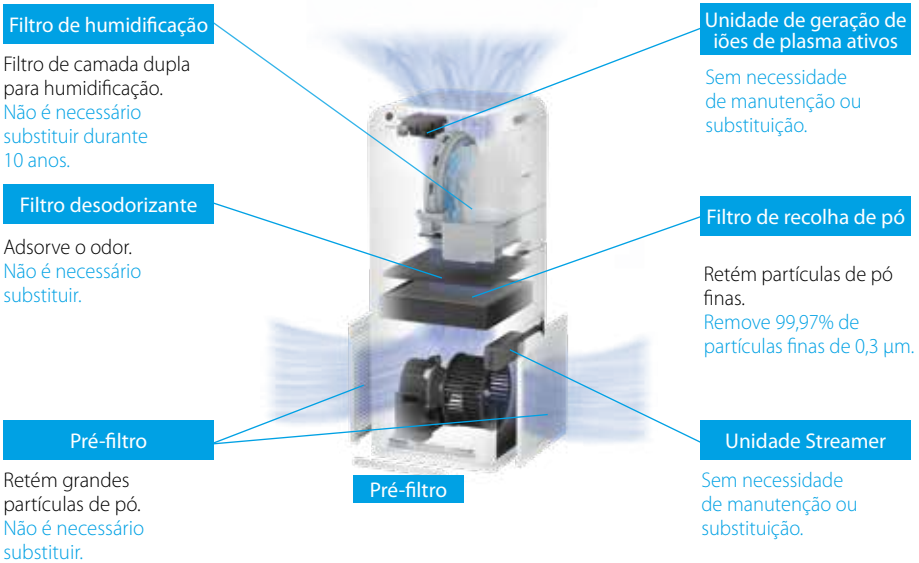 Filtro de humidificação
Filtro de camada dupla
para humidificação.
Não é necessário
substituir durante
10 anos.
Filtro desodorizante
Adsorve o odor.
Não é necessário
substituir.
Pré-filtro
Retém grandes
partículas de pó.
Não é necessário
substituir.
Pré-filtro
Unidade de geração de
iões de plasma ativos
Sem necessidade
de manutenção ou
substituição.
Filtro de recolha de pó
Retém partículas de pó
finas.
Remove 99,97% de
partículas finas de 0,3 μm.
Unidade Streamer
Sem necessidade
de manutenção ou
substituição.